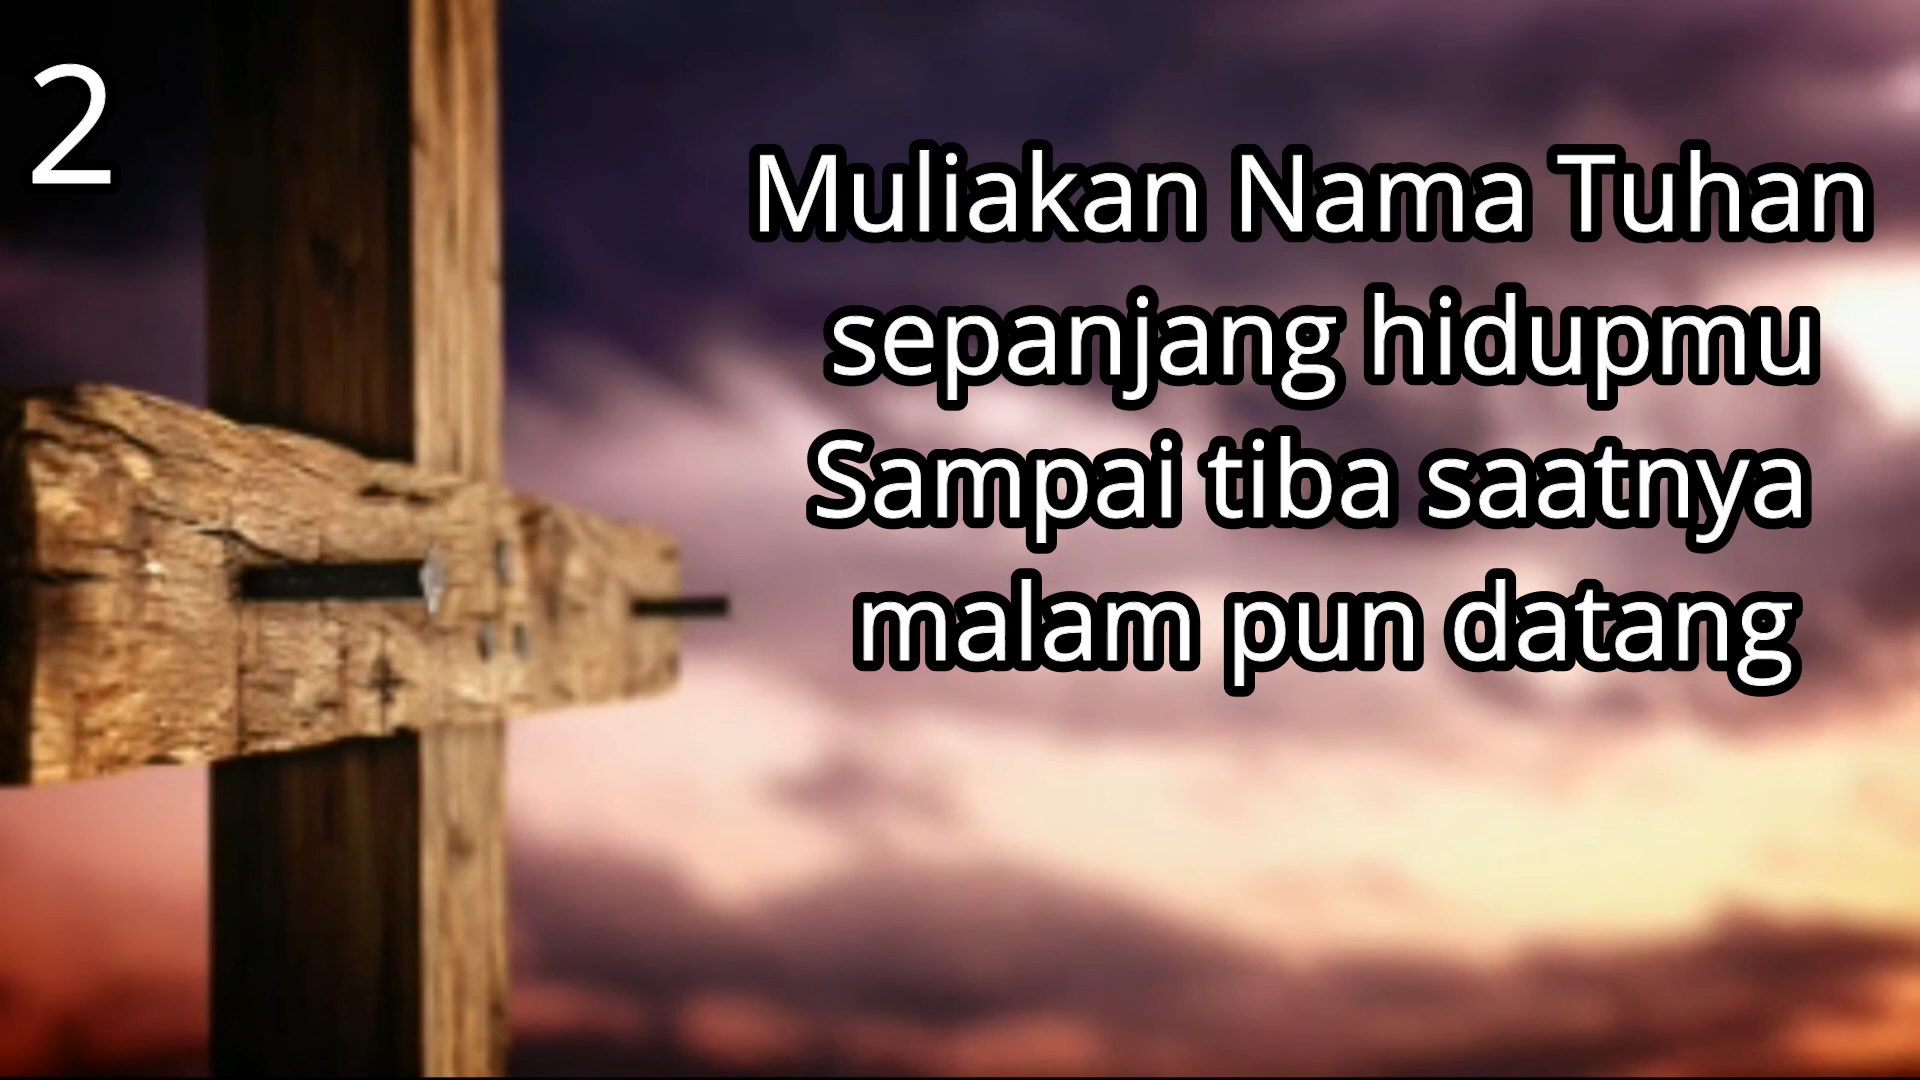 2
Muliakan Nama Tuhan
sepanjang hidupmu
Sampai tiba saatnya
malam pun datang